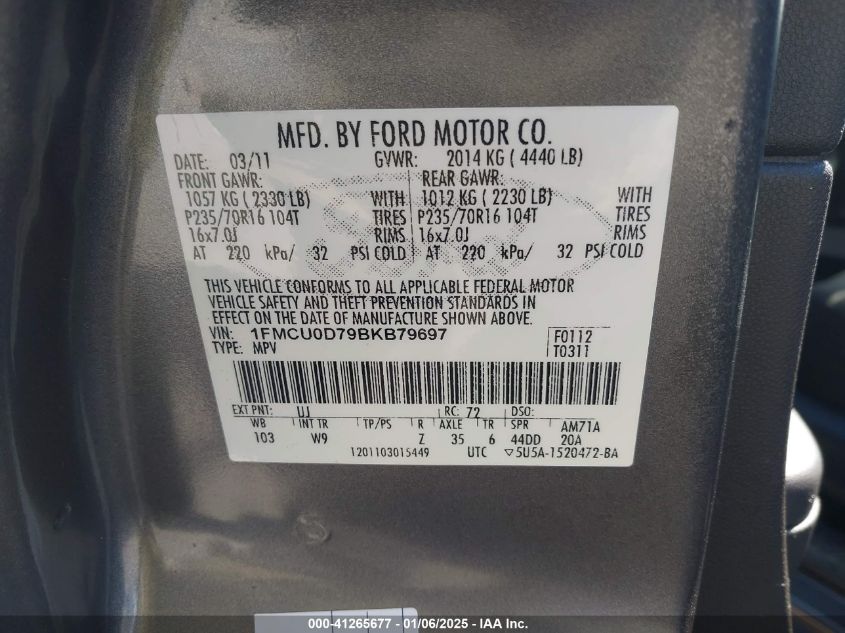 MFD. BY FORD MOTOR CO.
DATE: 03/11 GVWR: 2014 KG ( 4440 LB)
FRONT GAWR: REAR GAWR:
1057 KG ( 2330 LB) WITH 1012 KG ( 2230 LB) WITH
P235/70R16 104T TIRES P235/70R16 104T TIRES
16x7.0J RIMS 16x7.0J RIMS
AT 220 kPa/ 32 PSI COLD AT 220 kPa/ 32 PSI COLD
THIS VEHICLE CONFORMS TO ALL APPLICABLE FEDERAL MOTOR
VEHICLE SAFETY AND THEFT PREVENTION STANDARDS IN
EFFECT ON THE DATE OF MANUFACTURE SHOWN ABOVE.
VIN: 1FMCU0D79BKB79697 F0112
TYPE: MPV T0311
EXT PNT: UJ RC: 72 DSO:
WB INT TR TP/PS R AXLE TR SPR AM71A
103 W9 Z 35 6 44DD 20A
1201103015449 UTC ▽5U5A-1520472-BA
000-41265677 - 01/06/2025 - IAA Inc.